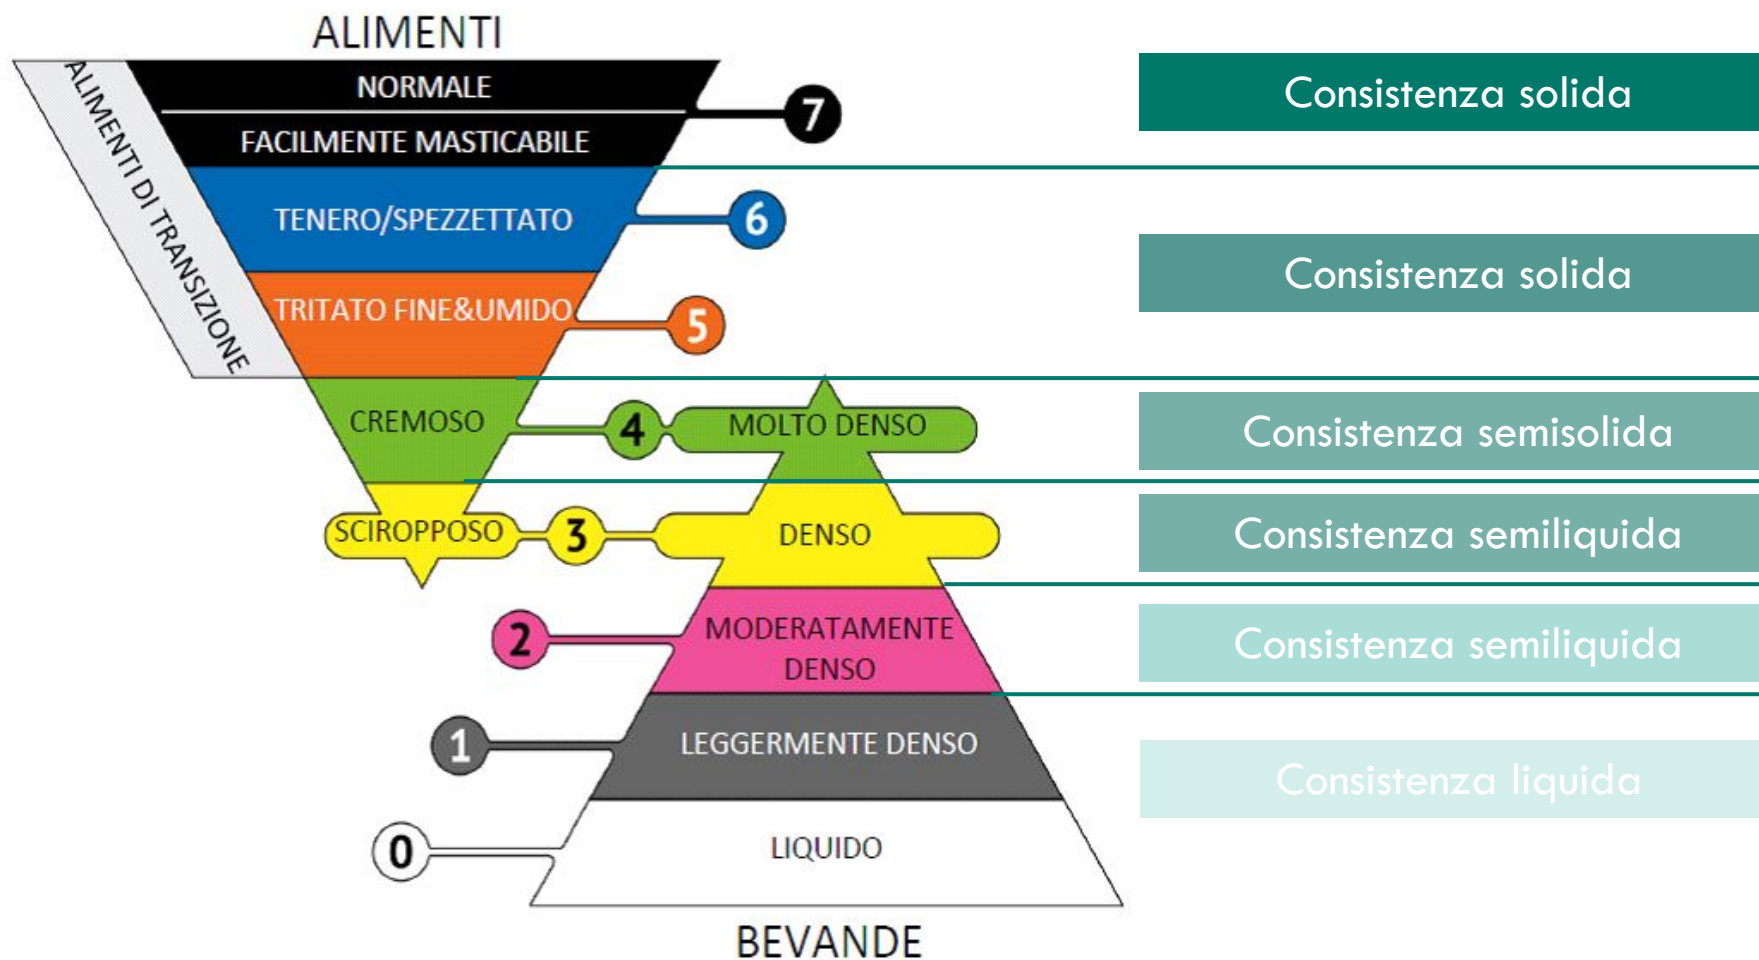 ALIMENTI
NORMALE
FACILMENTE MASTICABILE
7
Consistenza solida
ALIMENTI DI TRANSIZIONE
TENERO/SPEZZETTATO
6
Consistenza solida
TRITATO FINE&UMIDO
5
CREMOSO
4
MOLTO DENSO
Consistenza semisolida
SCIROPPOSO
3
DENSO
Consistenza semiliquida
2
MODERATAMENTE
DENSO
Consistenza semiliquida
1
LEGGERMENTE DENSO
Consistenza liquida
0
LIQUIDO
BEVANDE